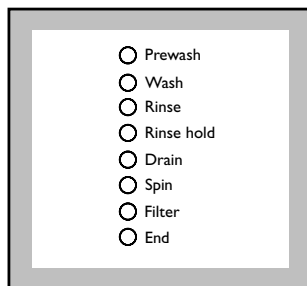 Prewash
Wash
Rinse
Rinse hold
Drain
Spin
Filter
End